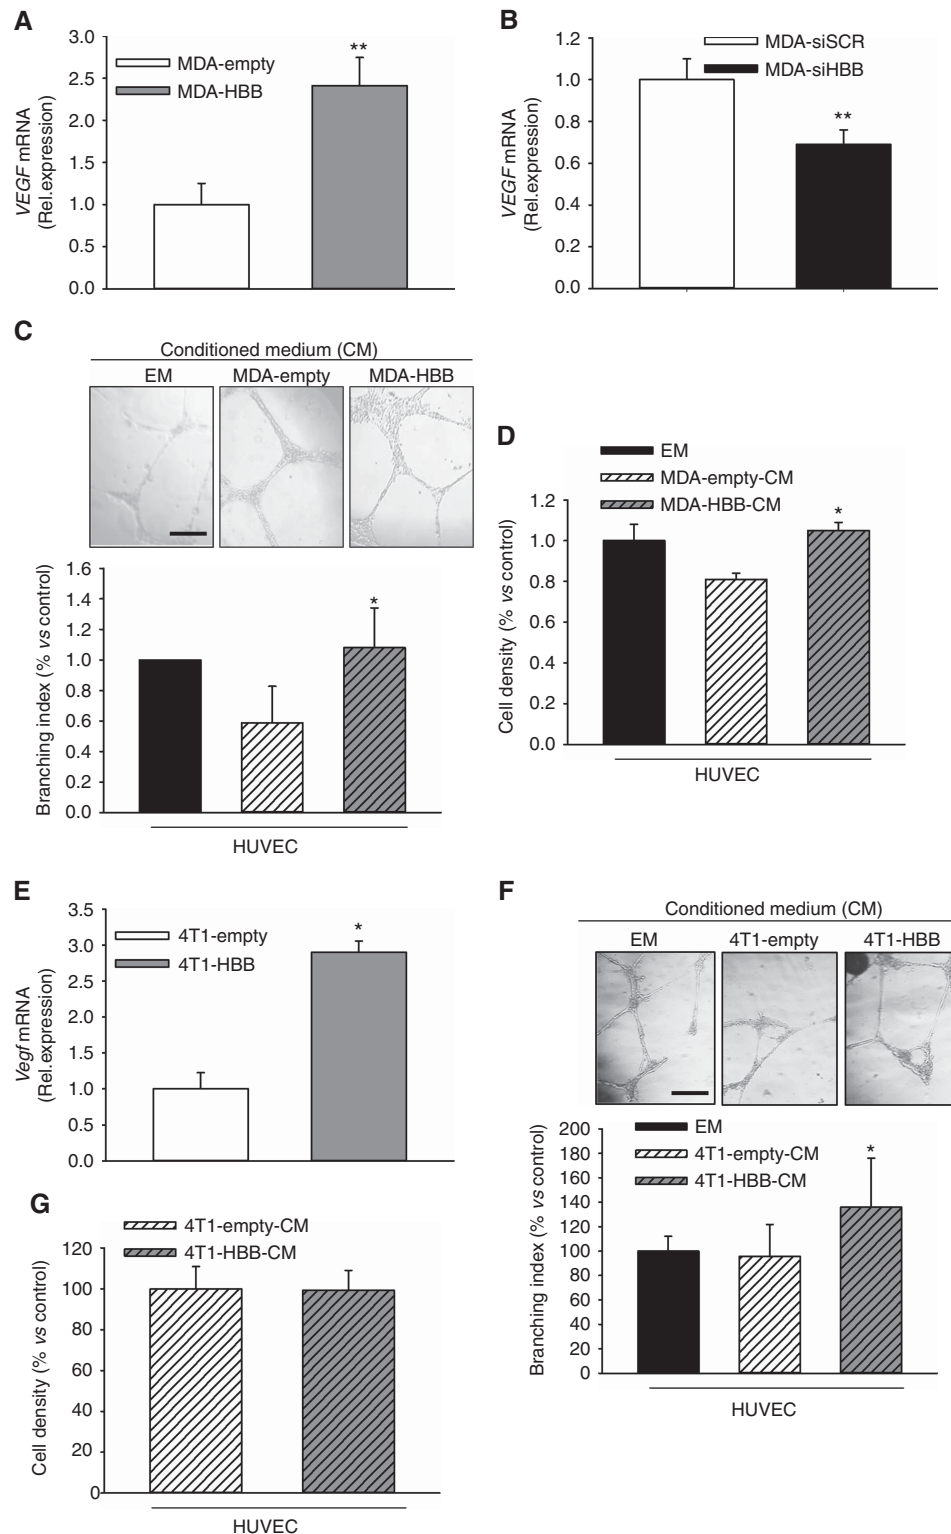 A
VEGF mRNA
(Rel.expression)
3.0
2.5
2.0
1.5
1.0
0.5
0.0
MDA-empty
MDA-HBB
**
B
VEGF mRNA
(Rel.expression)
1.2
1.0
0.8
0.6
0.4
0.2
0.0
MDA-siSCR
MDA-siHBB
**
C
Conditioned medium (CM)
EM MDA-empty MDA-HBB
Branching index (% vs control)
1.6
1.4
1.2
1.0
0.8
0.6
0.4
0.2
0.0
*
HUVEC
D
EM
MDA-empty-CM
MDA-HBB-CM
Cell density (% vs control)
1.2
1.0
0.8
0.6
0.4
0.2
0.0
*
HUVEC
E
Vegf mRNA
(Rel.expression)
3.5
3.0
2.5
2.0
1.5
1.0
0.5
0.0
4T1-empty
4T1-HBB
*
F
Conditioned medium (CM)
EM 4T1-empty 4T1-HBB
Branching index (% vs control)
200
180
160
140
120
100
80
60
40
20
0
EM
4T1-empty-CM
4T1-HBB-CM
*
HUVEC
G
4T1-empty-CM
4T1-HBB-CM
Cell density (% vs control)
120
100
80
60
40
20
0
HUVEC